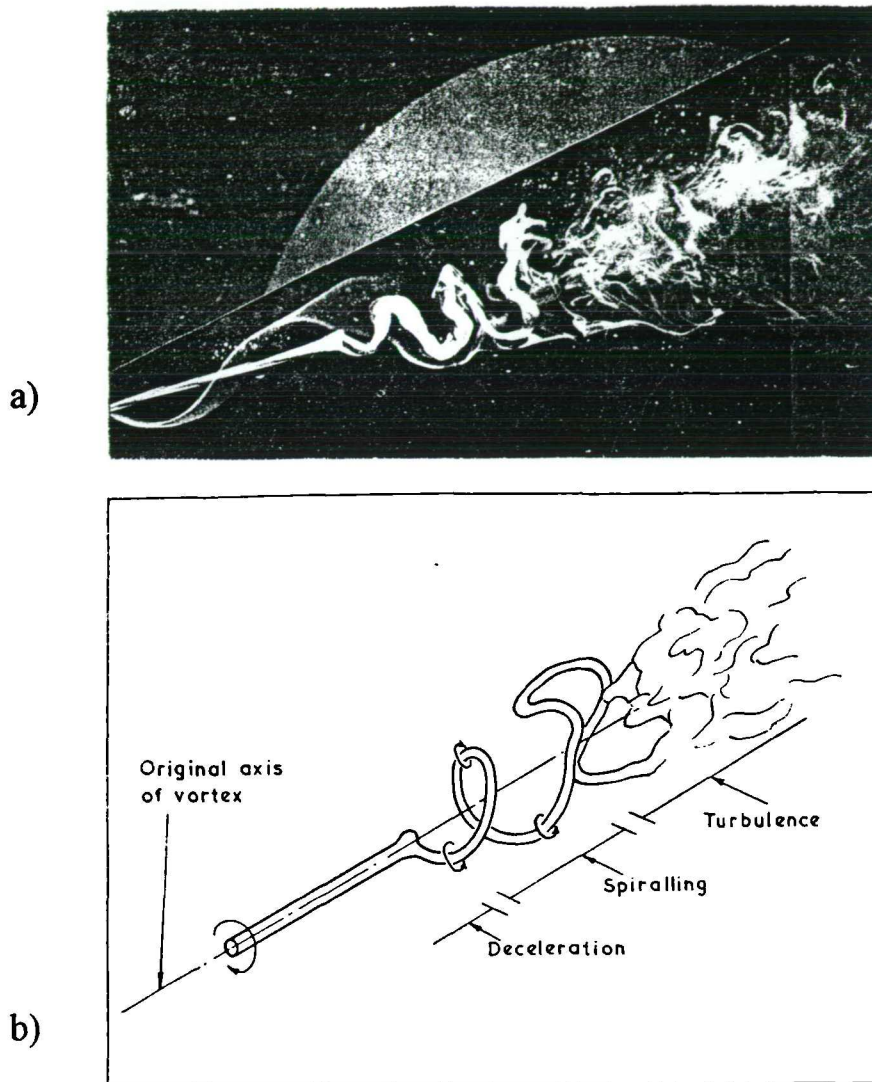 a)
Original axis
of vortex
Turbulence
Spiralling
Deceleration
b)